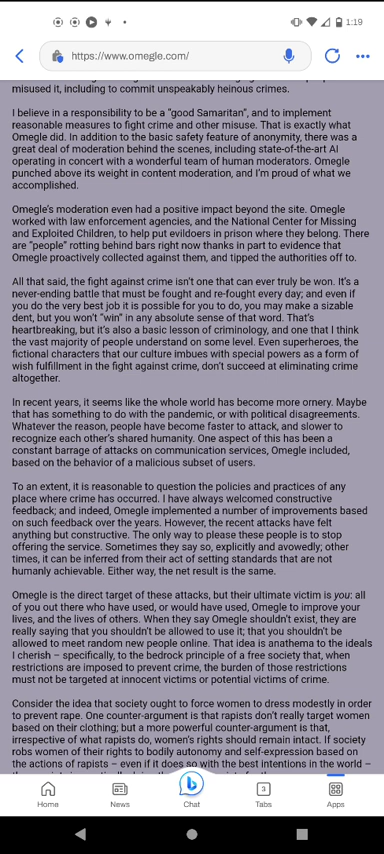 1:19
https://www.omegle.com/
misused it, including to commit unspeakably heinous crimes.
I believe in a responsibility to be a "good Samaritan", and to implement
reasonable measures to fight crime and other misuse. That is exactly what
Omegle did. In addition to the basic safety feature of anonymity, there was a
great deal of moderation behind the scenes, including state-of-the-art AI
operating in concert with a wonderful team of human moderators. Omegle
punched above its weight in content moderation, and I'm proud of what we
accomplished.
Omegle's moderation even had a positive impact beyond the site. Omegle
worked with law enforcement agencies, and the National Center for Missing
and Exploited Children, to help put evildoers in prison where they belong. There
are "people" rotting behind bars right now thanks in part to evidence that
Omegle proactively collected against them, and tipped the authorities off to.
All that said, the fight against crime isn't one that can ever truly be won. It's a
never-ending battle that must be fought and re-fought every day; and even if
you do the very best job it is possible for you to do, you may make a sizable
dent, but you won't "win" in any absolute sense of that word. That's
heartbreaking, but it's also a basic lesson of criminology, and one that I think
the vast majority of people understand on some level. Even superheroes, the
fictional characters that our culture imbues with special powers as a form of
wish fulfillment in the fight against crime, don't succeed at eliminating crime
altogether.
In recent years, it seems like the whole world has become more ornery. Maybe
that has something to do with the pandemic, or with political disagreements.
Whatever the reason, people have become faster to attack, and slower to
recognize each other's shared humanity. One aspect of this has been a
constant barrage of attacks on communication services, Omegle included,
based on the behavior of a malicious subset of users.
To an extent, it is reasonable to question the policies and practices of any
place where crime has occurred. I have always welcomed constructive
feedback; and indeed, Omegle implemented a number of improvements based
on such feedback over the years. However, the recent attacks have felt
anything but constructive. The only way to please these people is to stop
offering the service. Sometimes they say so, explicitly and avowedly; other
times, it can be inferred from their act of setting standards that are not
humanly achievable. Either way, the net result is the same.
Omegle is the direct target of these attacks, but their ultimate victim is you: all
of you out there who have used, or would have used, Omegle to improve your
lives, and the lives of others. When they say Omegle shouldn't exist, they are
really saying that you shouldn't be allowed to use it; that you shouldn't be
allowed to meet random new people online. That idea is anathema to the ideals
I cherish – specifically, to the bedrock principle of a free society that, when
restrictions are imposed to prevent crime, the burden of those restrictions
must not be targeted at innocent victims or potential victims of crime.
Consider the idea that society ought to force women to dress modestly in order
to prevent rape. One counter-argument is that rapists don't really target women
based on their clothing; but a more powerful counter-argument is that,
irrespective of what rapists do, women's rights should remain intact. If society
robs women of their rights to bodily autonomy and self-expression based on
the actions of rapists – even if it does so with the best intentions in the world –
Home
News
Chat
3
Tabs
Apps